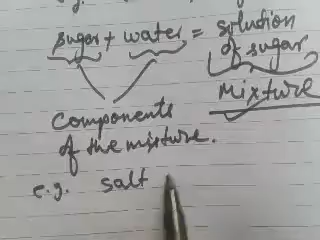 sugar + water = solution of sugar
Mixture
Components
of the mixture.
e.g. salt